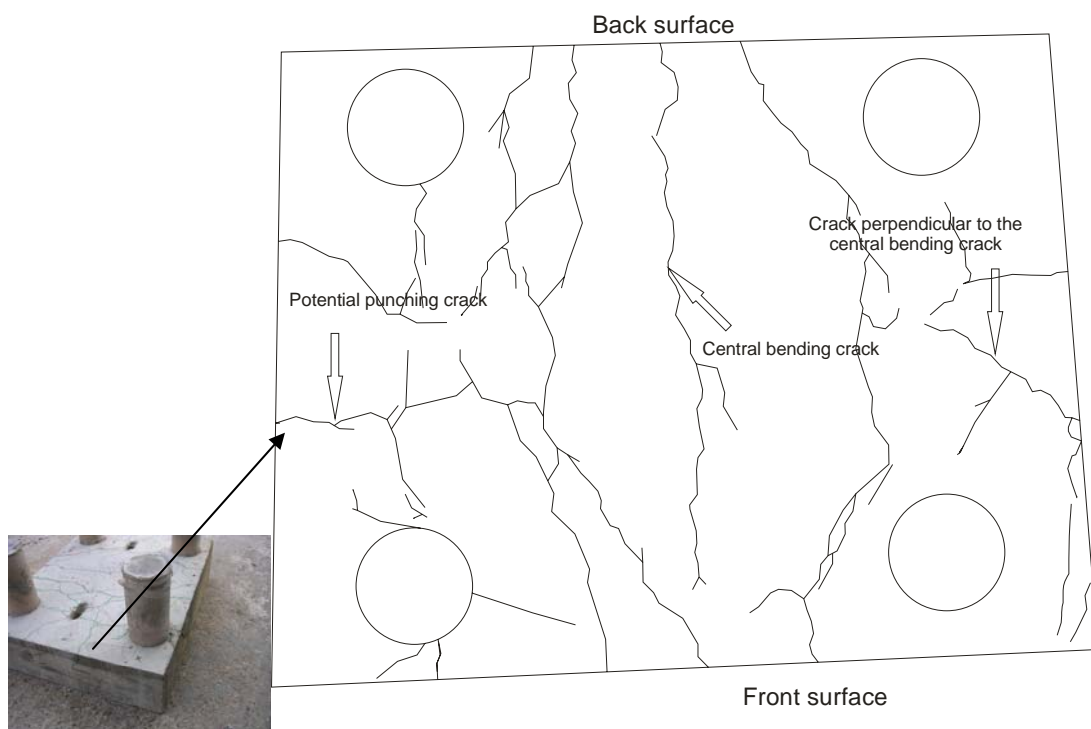 Back surface
Crack perpendicular to the
central bending crack
Potential punching crack
Central bending crack
Front surface